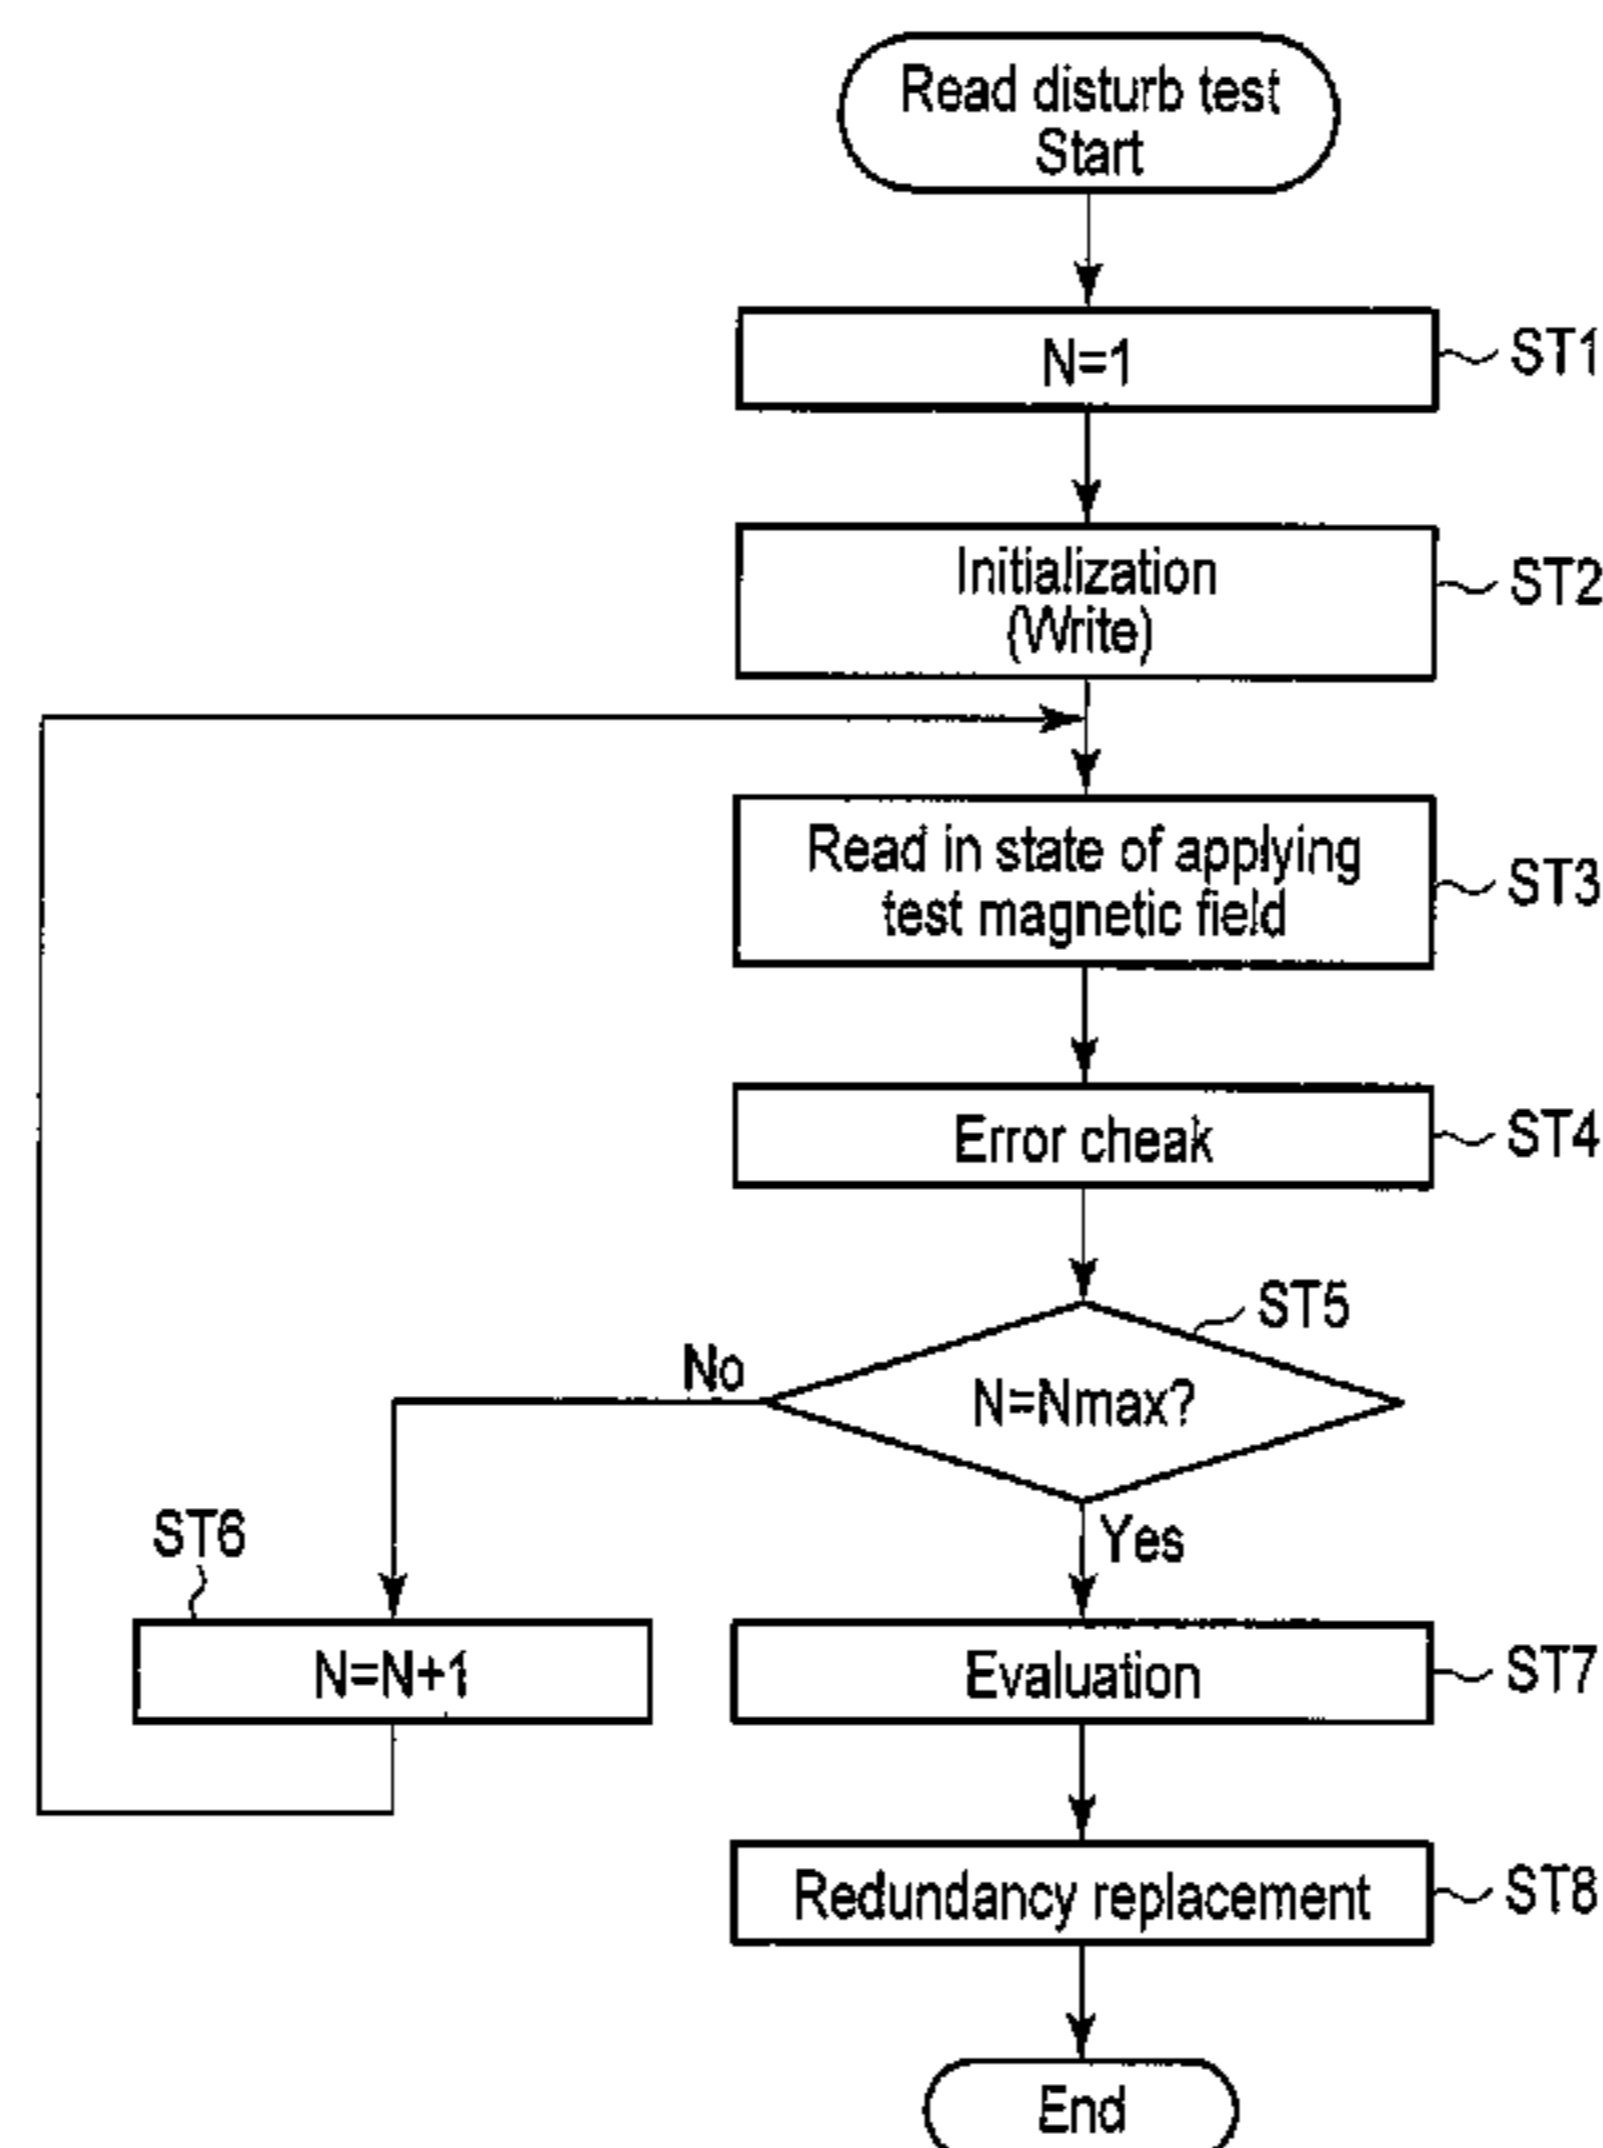 Read disturb test
Start
N=1
ST1
Initialization
(Write)
ST2
Read in state of applying
test magnetic field
ST3
Error cheak
ST4
ST5
No
N=Nmax?
Yes
ST6
N=N+1
Evaluation
ST7
Redundancy replacement
ST8
End